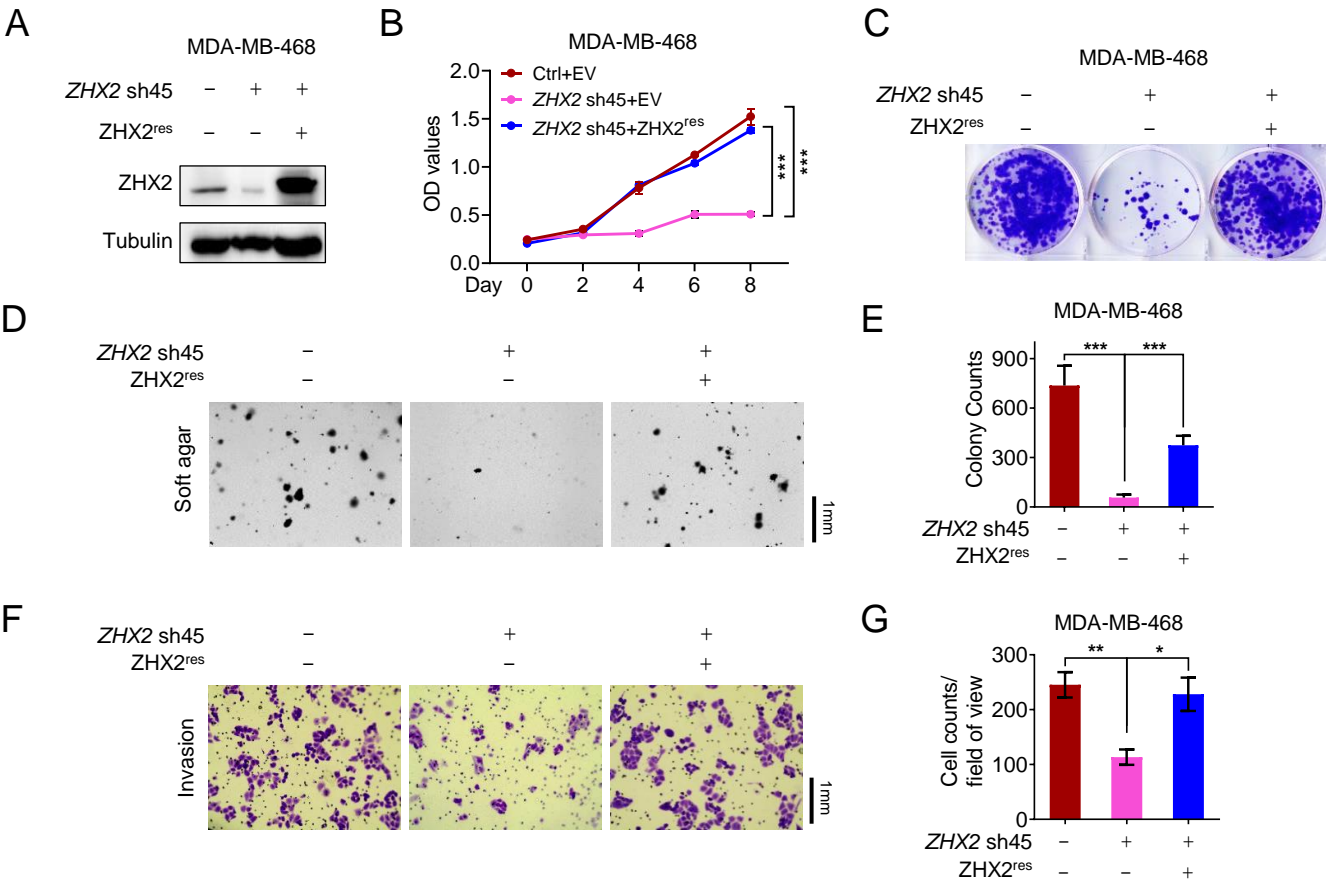 A
MDA-MB-468
ZHX2 sh45 – + +
ZHX2res – – +
ZHX2
Tubulin
B
MDA-MB-468
OD values
2.0
1.5
1.0
0.5
0.0
Ctrl+EV
ZHX2 sh45+EV
ZHX2 sh45+ZHX2res
***
***
Day 0 2 4 6 8
C
MDA-MB-468
ZHX2 sh45 – + +
ZHX2res – – +
D
ZHX2 sh45 – + +
ZHX2res – – +
Soft agar
1mm
E
MDA-MB-468
Colony Counts
900
600
300
0
*** ***
ZHX2 sh45 – + +
ZHX2res – – +
F
ZHX2 sh45 – + +
ZHX2res – – +
Invasion
1mm
G
MDA-MB-468
Cell counts/
field of view
300
200
100
0
** *
ZHX2 sh45 – + +
ZHX2res – – +